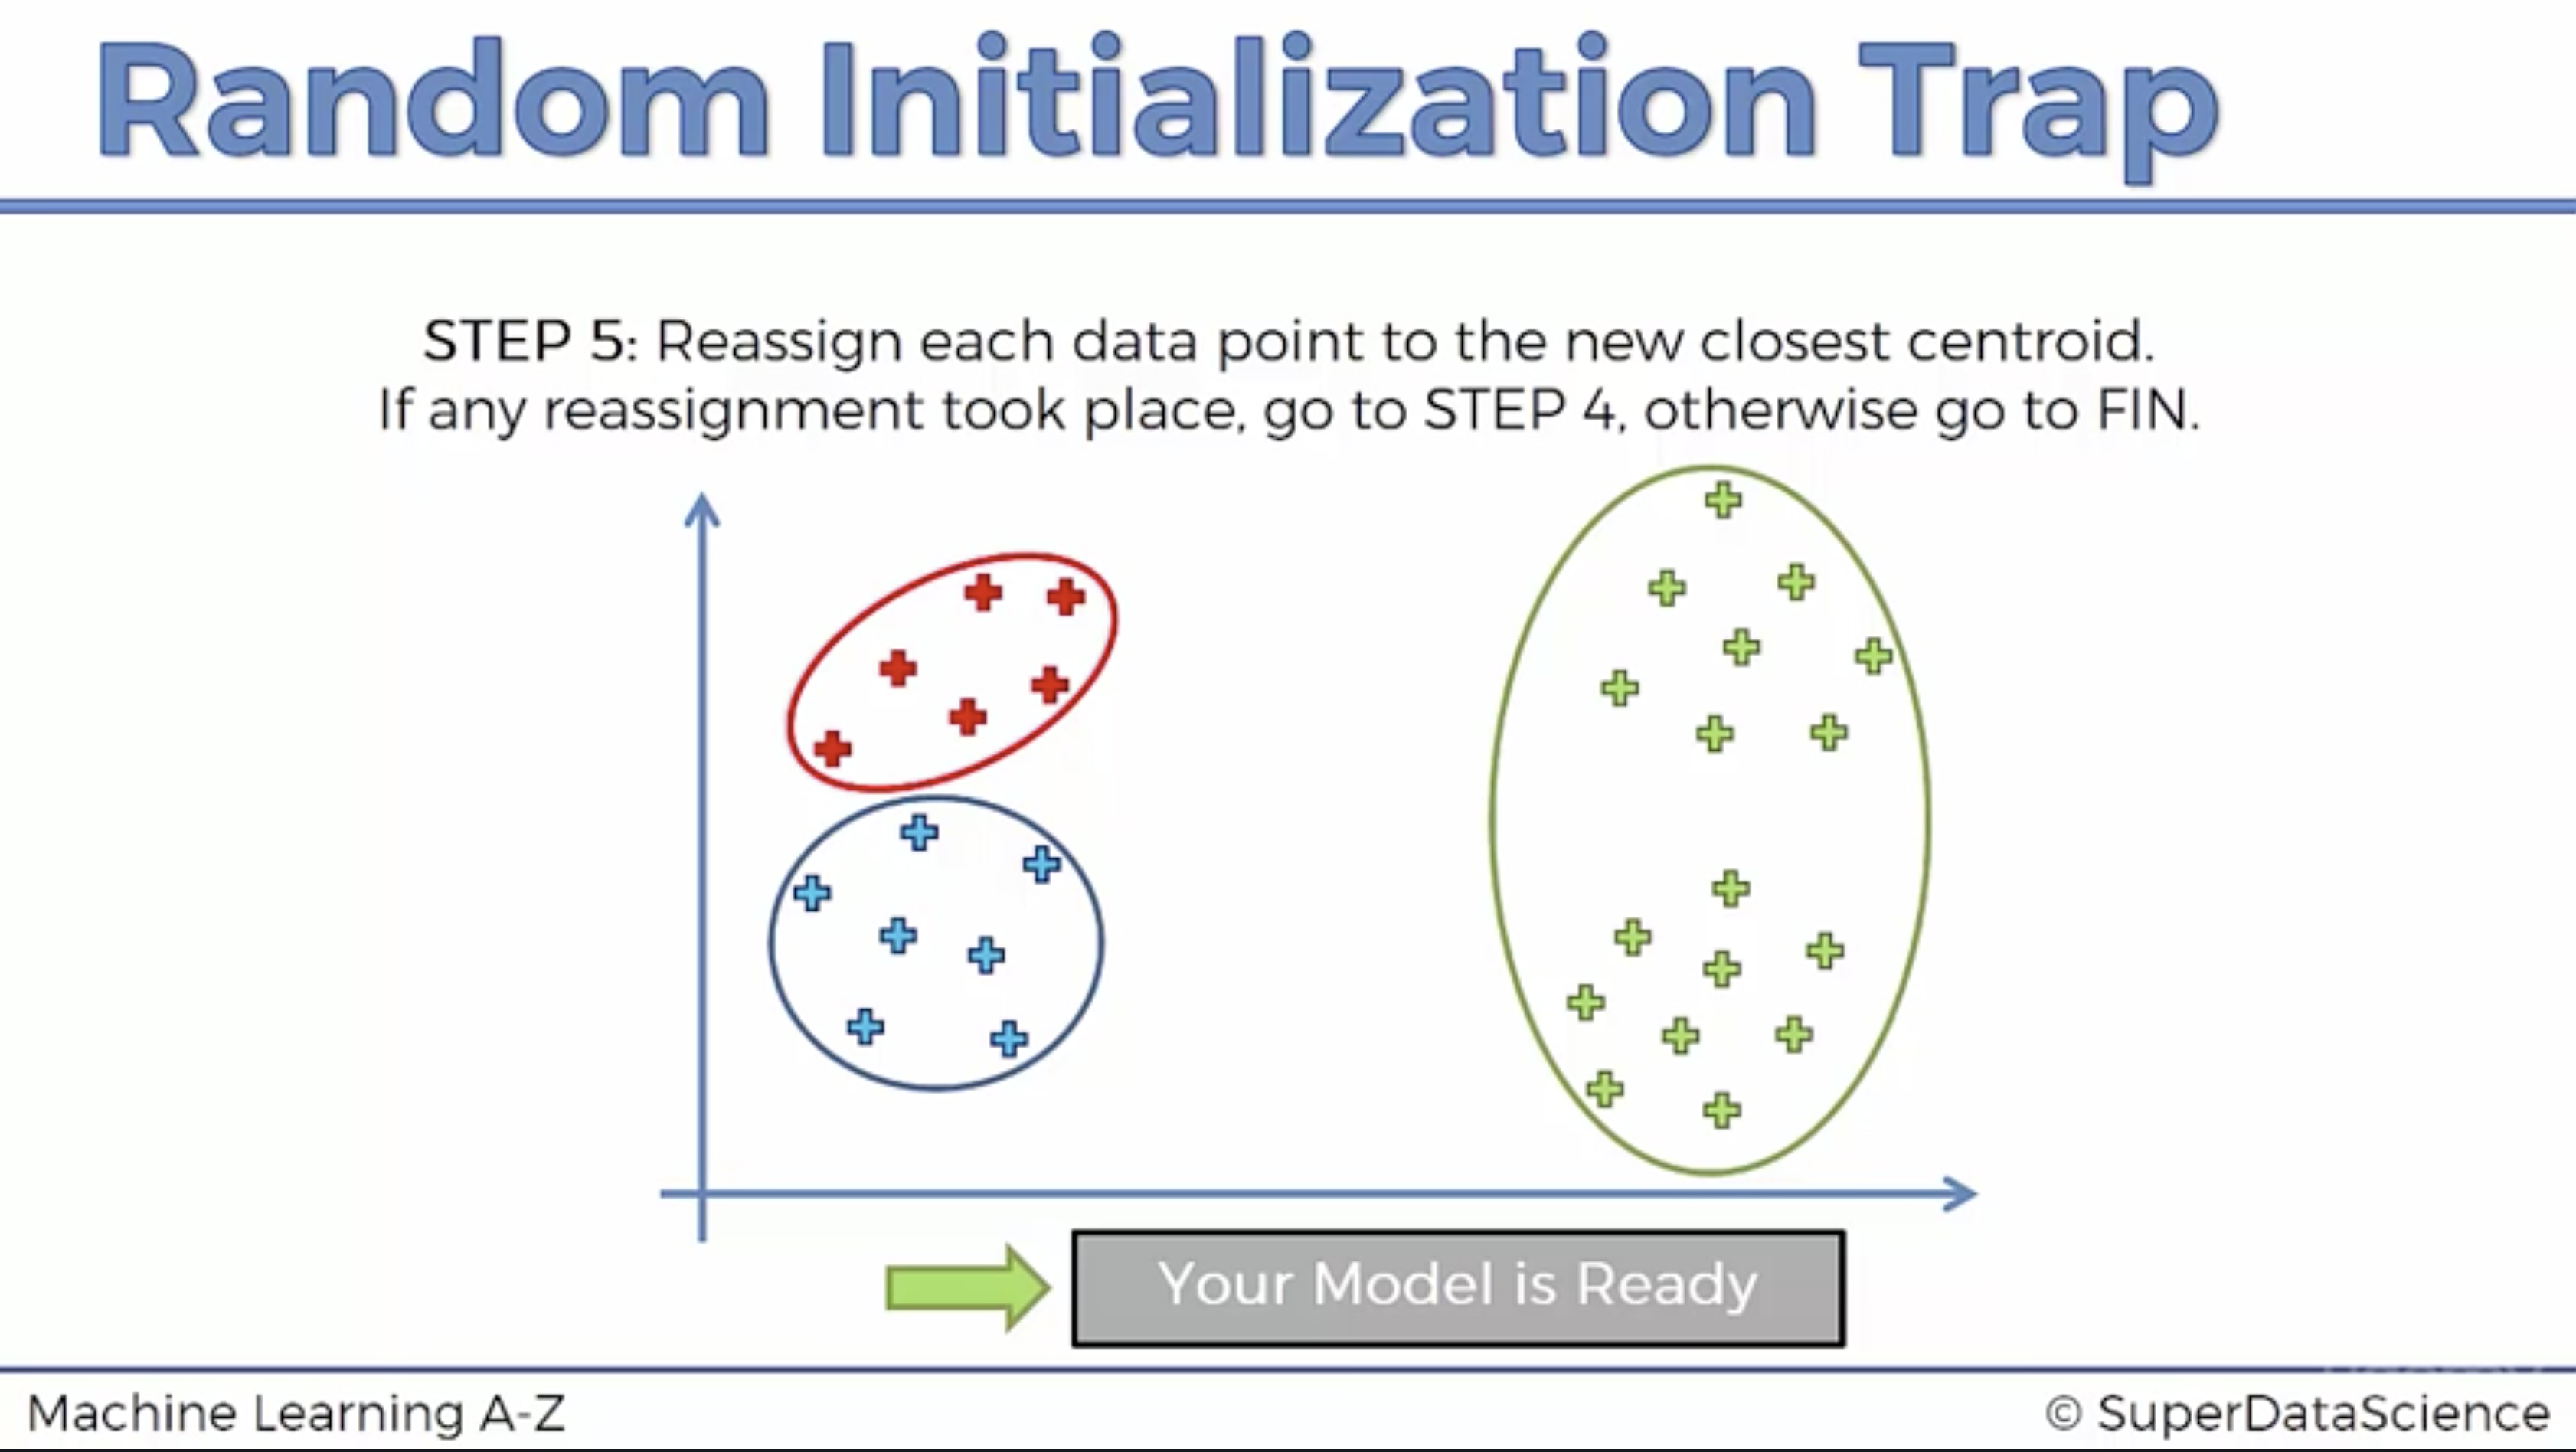 Random Initialization Trap
STEP 5: Reassign each data point to the new closest centroid.
If any reassignment took place, go to STEP 4, otherwise go to FIN.
Your Model is Ready
Machine Learning A-Z
© SuperDataScience